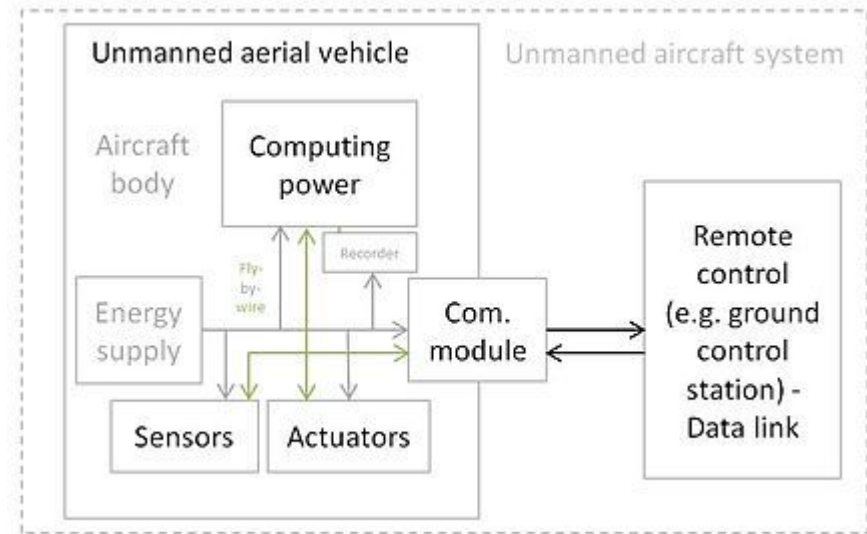 Unmanned aerial vehicle
Unmanned aircraft system
Aircraft
body
Computing
power
Recorder
Fly-
by-
wire
Energy
supply
Com.
module
Sensors
Actuators
Remote
control
(e.g. ground
control
station) -
Data link